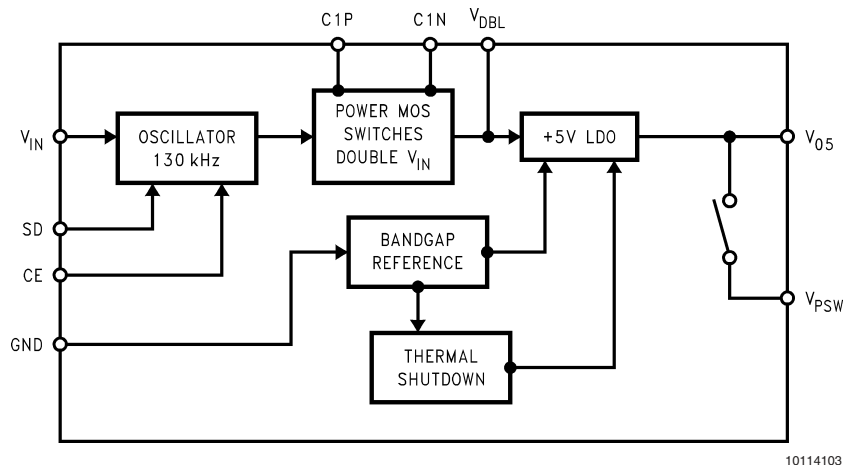 C1P
C1N
VDBL
VIN
OSCILLATOR
130 kHz
POWER MOS
SWITCHES
DOUBLE VIN
+5V LDO
V05
SD
CE
BANDGAP
REFERENCE
VPSW
GND
THERMAL
SHUTDOWN
10114103